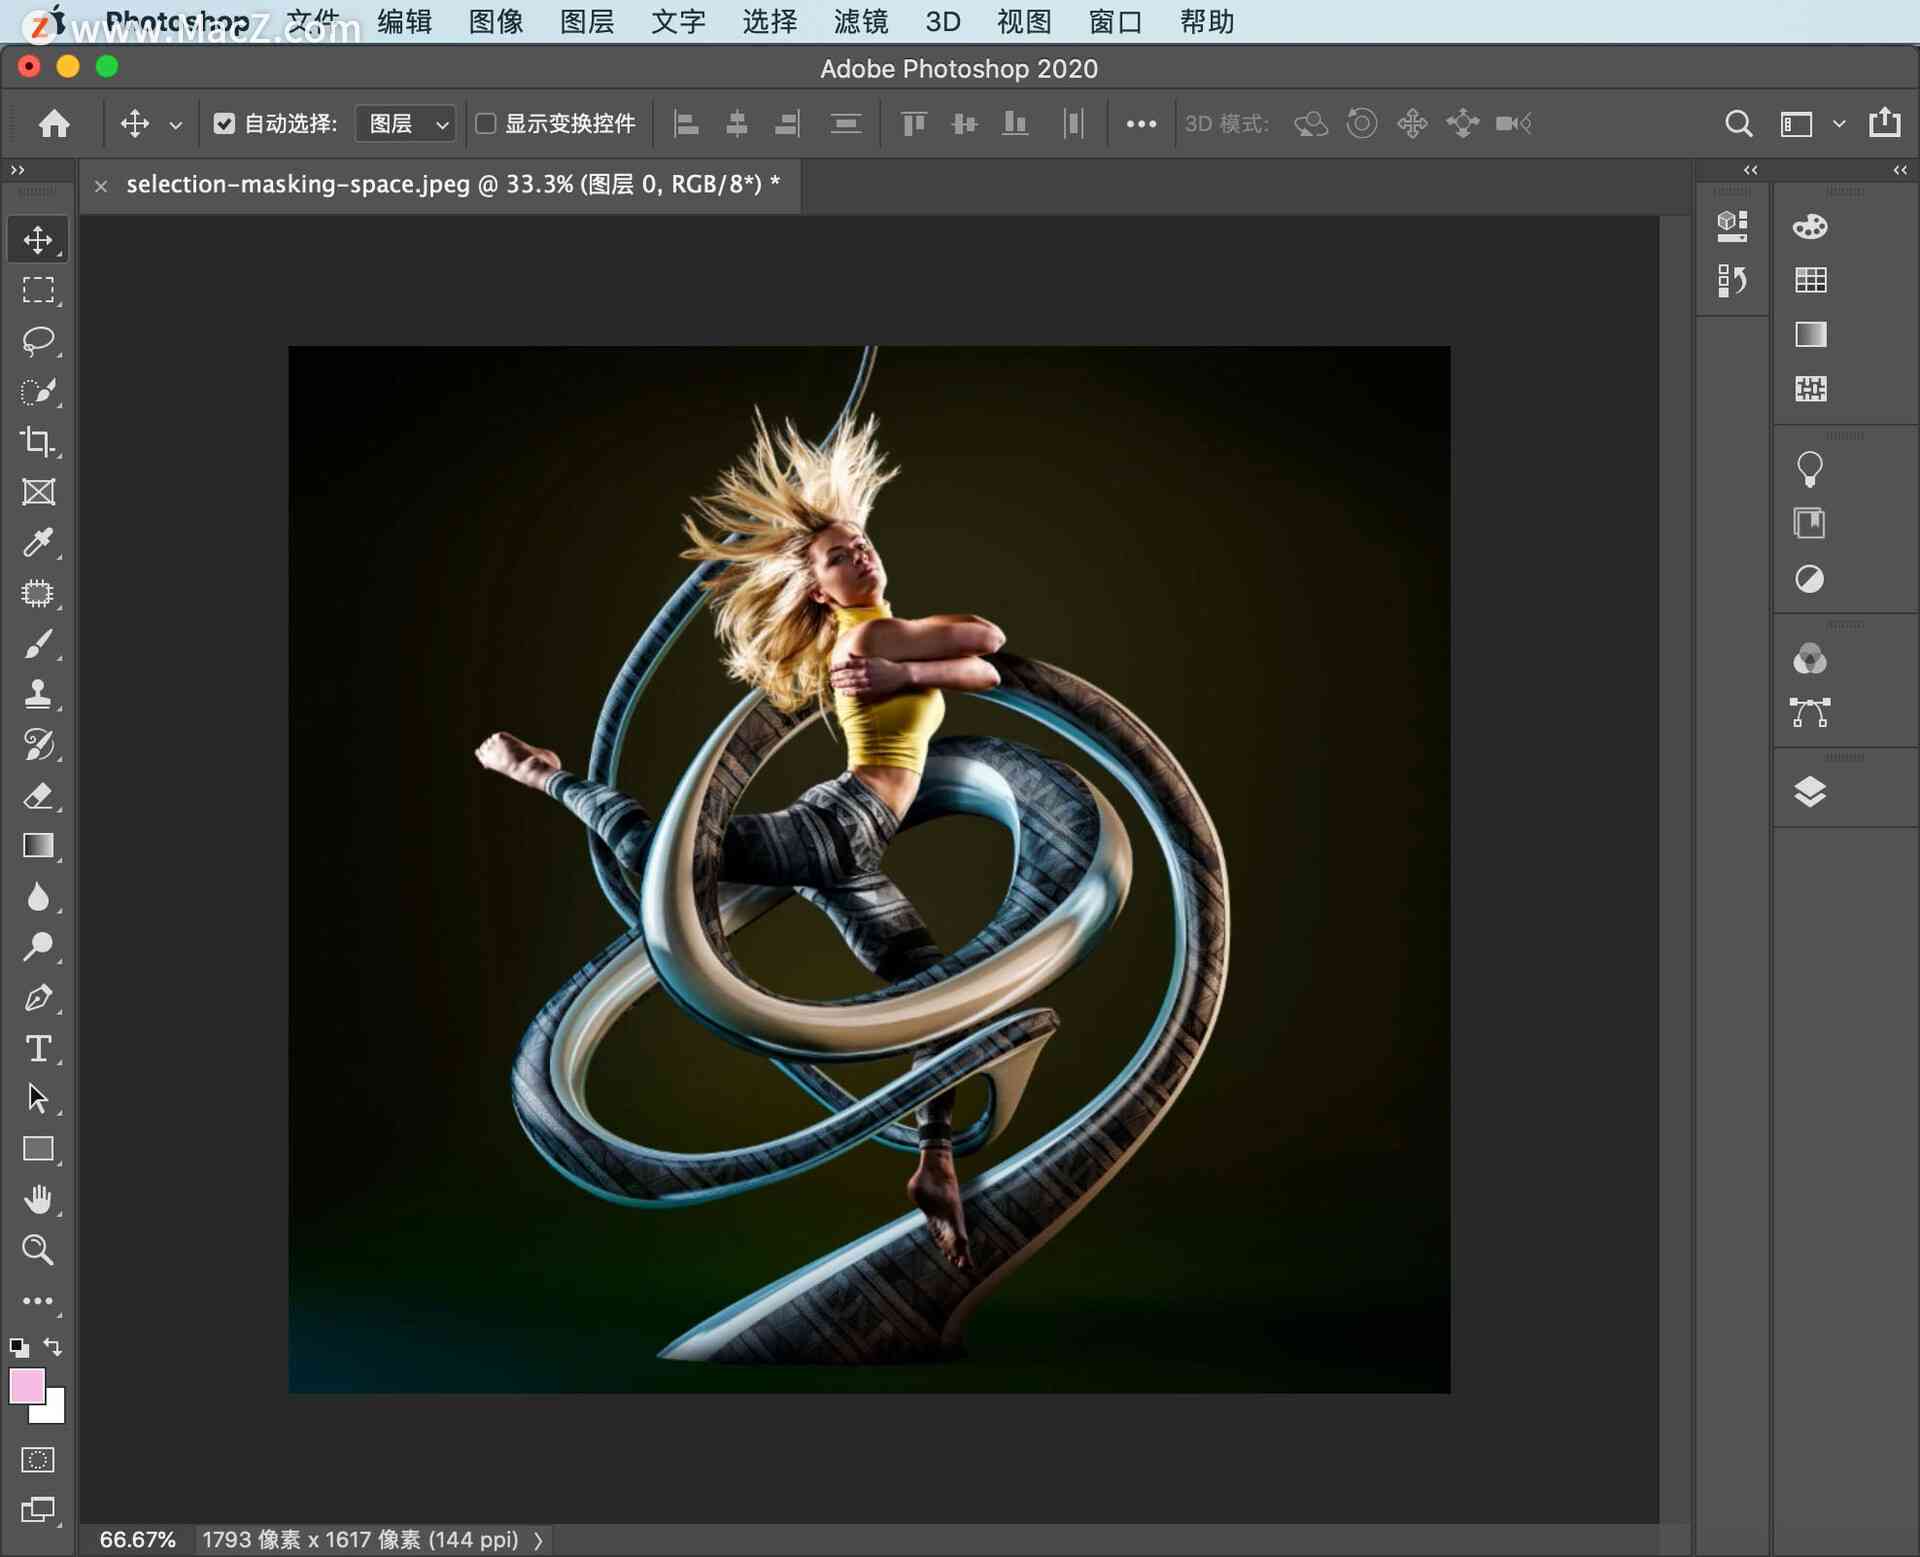 Photoshop 文件 编辑 图像 图层 文字 选择 滤镜 3D 视图 窗口 帮助
www.MacZ.com
Adobe Photoshop 2020
自动选择: 图层 显示变换控件 3D 模式:
selection-masking-space.jpeg @ 33.3% (图层 0, RGB/8*) *
66.67% 1793 像素 x 1617 像素 (144 ppi)